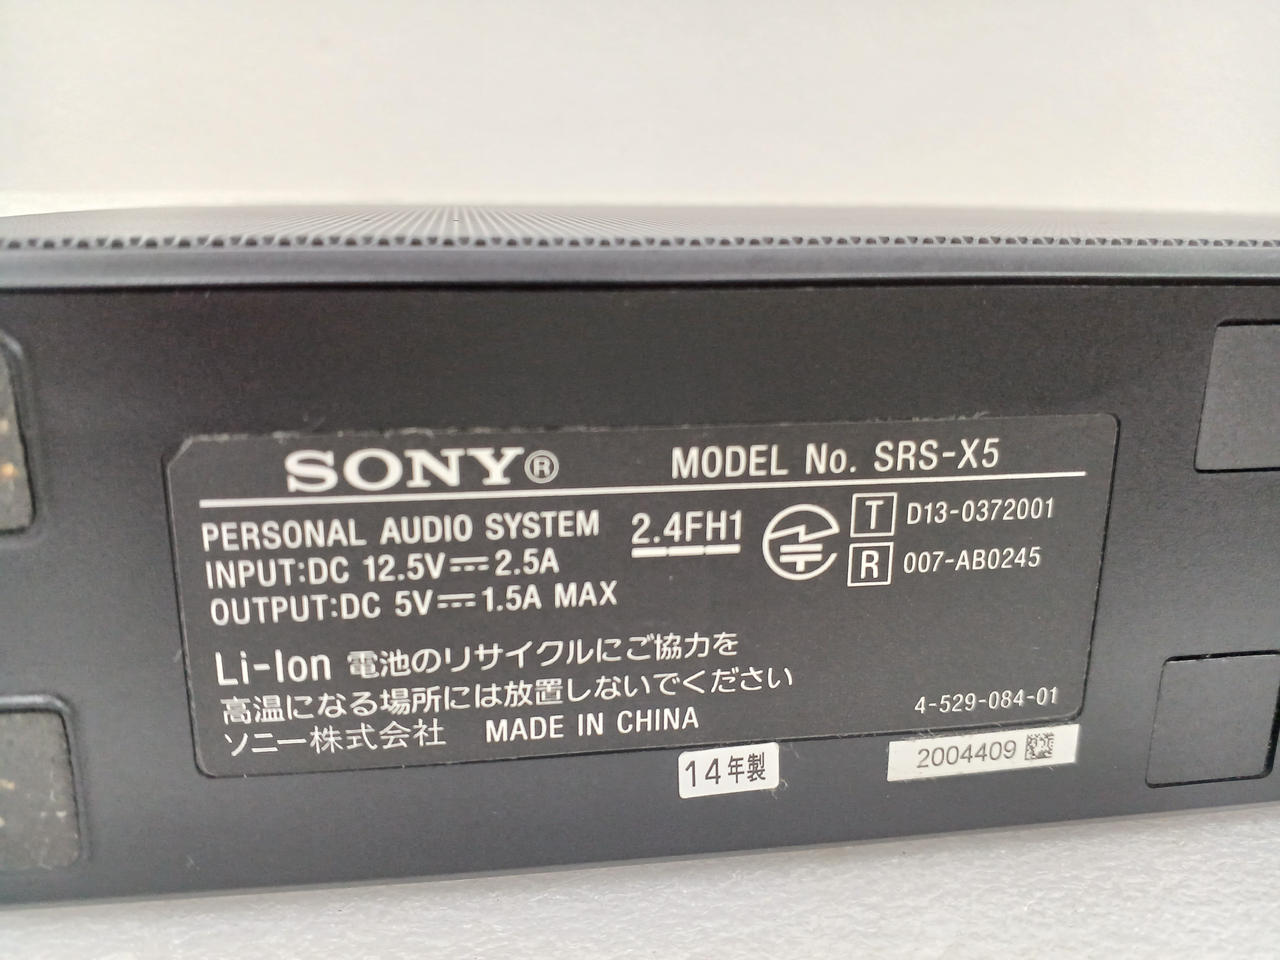 SONY® MODEL No. SRS-X5
PERSONAL AUDIO SYSTEM
INPUT:DC 12.5V⎓2.5A
OUTPUT:DC 5V⎓1.5A MAX
2.4FH1
T D13-0372001
R 007-AB0245
Li-Ion 電池のリサイクルにご協力を
高温になる場所には放置しないでください
ソニー株式会社 MADE IN CHINA
4-529-084-01
14年製
2004409